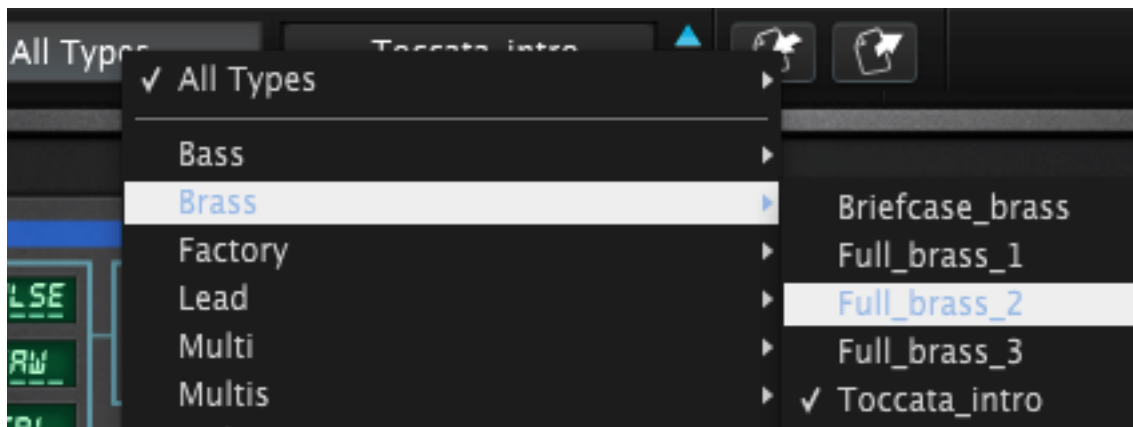 All Types
Toccata_intro
✓ All Types
Bass
Brass
Factory
Lead
Multi
Multis
Briefcase_brass
Full_brass_1
Full_brass_2
Full_brass_3
✓ Toccata_intro